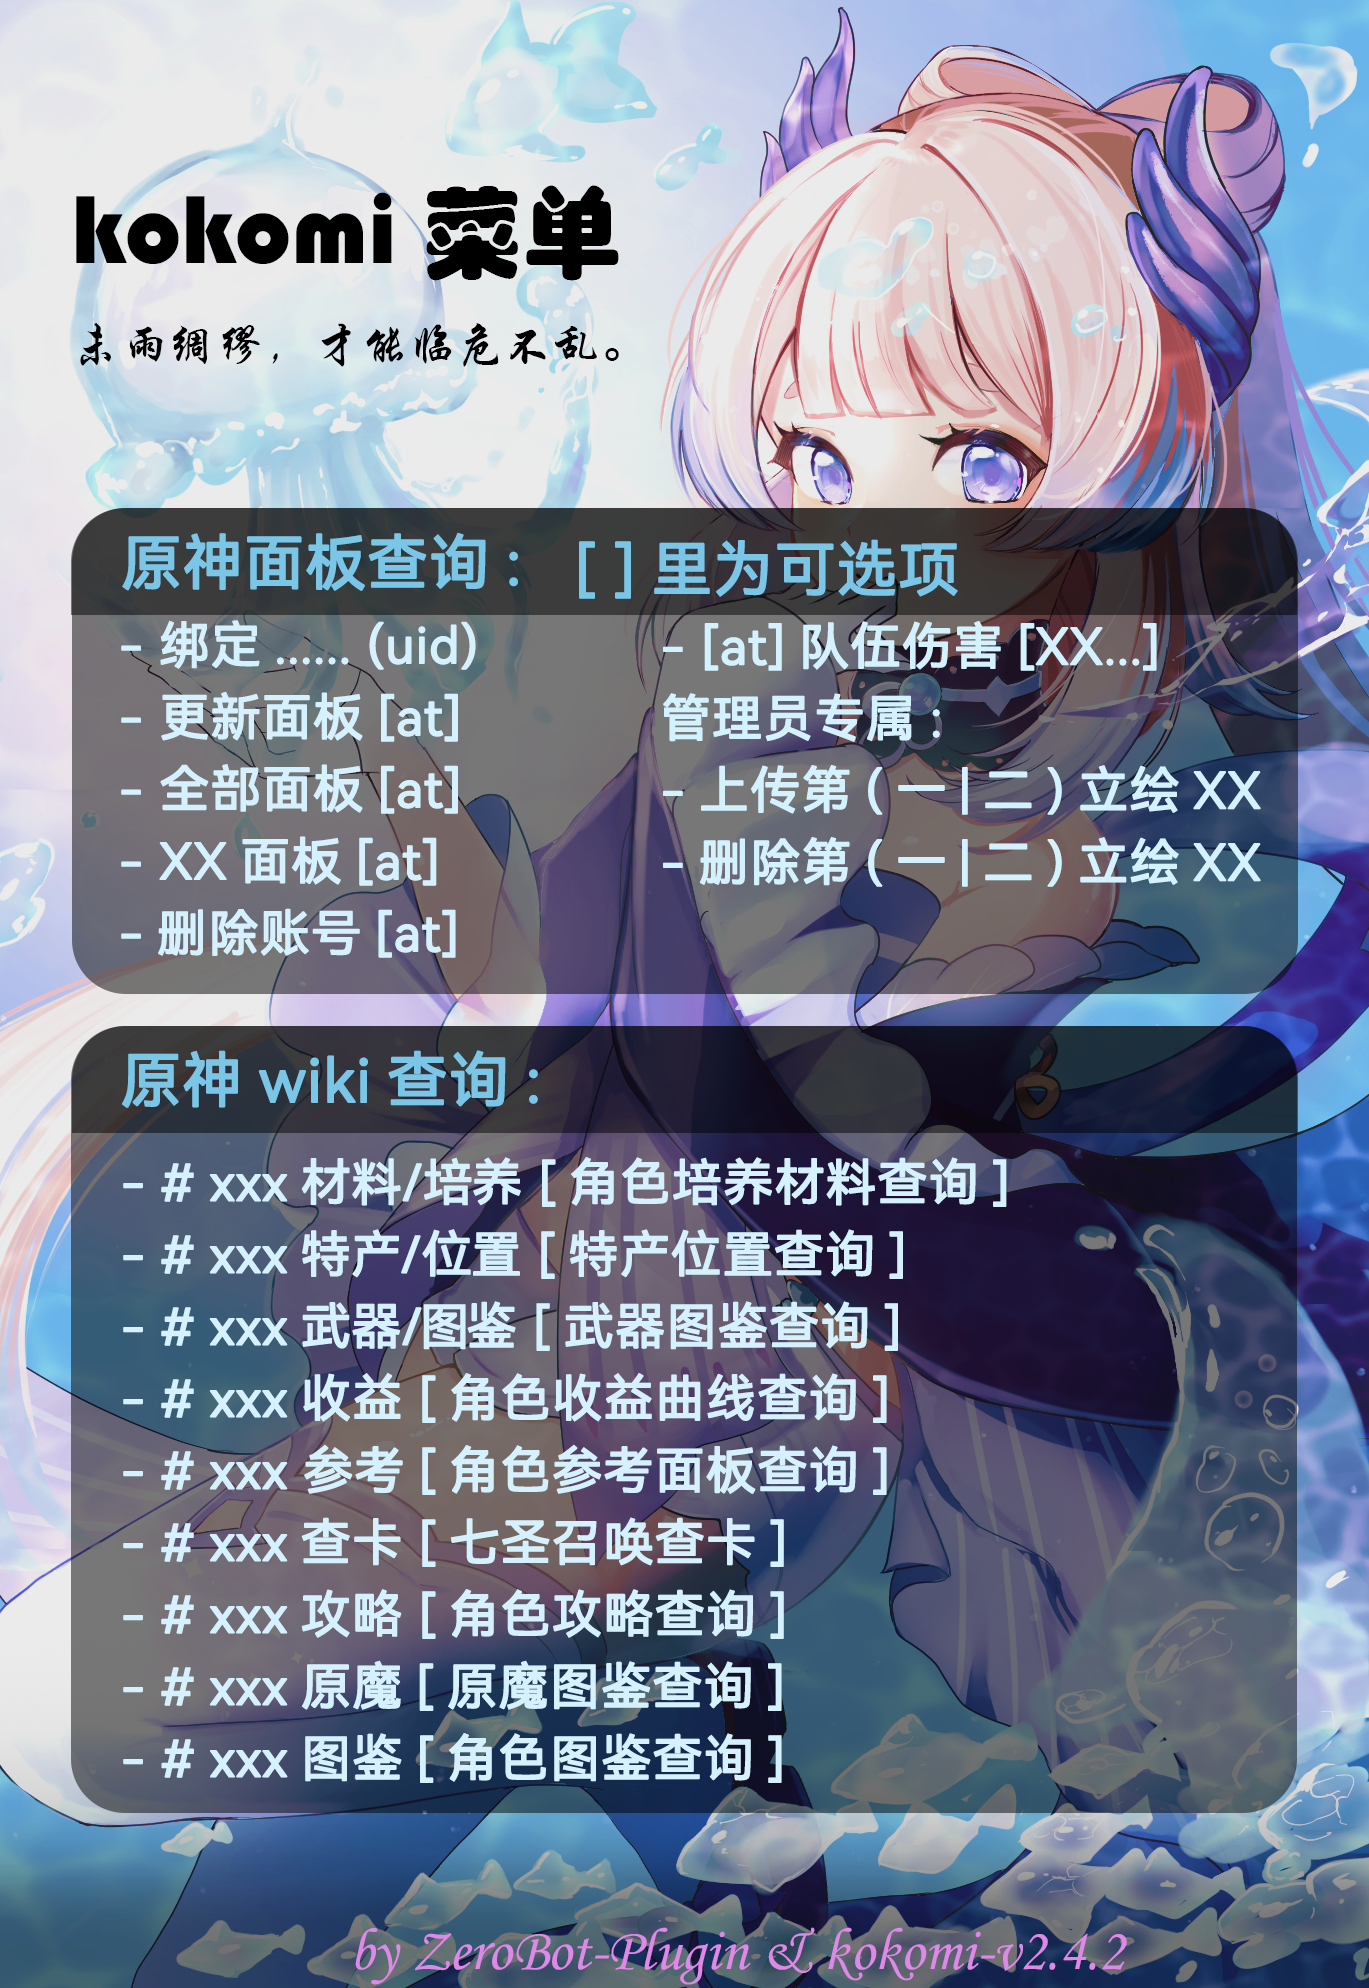 kokomi 菜单
未雨绸缪，才能临危不乱。
原神面板查询： [ ] 里为可选项
- 绑定 ...... (uid)
- 更新面板 [at]
- 全部面板 [at]
- XX 面板 [at]
- 删除账号 [at]
- [at] 队伍伤害 [XX...]
管理员专属：
- 上传第 ( 一 | 二 ) 立绘 XX
- 删除第 ( 一 | 二 ) 立绘 XX
原神 wiki 查询：
- # xxx 材料/培养 [ 角色培养材料查询 ]
- # xxx 特产/位置 [ 特产位置查询 ]
- # xxx 武器/图鉴 [ 武器图鉴查询 ]
- # xxx 收益 [ 角色收益曲线查询 ]
- # xxx 参考 [ 角色参考面板查询 ]
- # xxx 查卡 [ 七圣召唤查卡 ]
- # xxx 攻略 [ 角色攻略查询 ]
- # xxx 原魔 [ 原魔图鉴查询 ]
- # xxx 图鉴 [ 角色图鉴查询 ]
by ZeroBot-Plugin & kokomi-v2.4.2